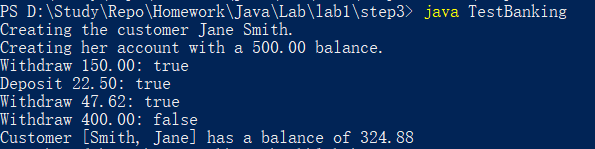 PS D:\Study\Repo\Homework\Java\Lab\lab1\step3> java TestBanking
Creating the customer Jane Smith.
Creating her account with a 500.00 balance.
Withdraw 150.00: true
Deposit 22.50: true
Withdraw 47.62: true
Withdraw 400.00: false
Customer [Smith, Jane] has a balance of 324.88